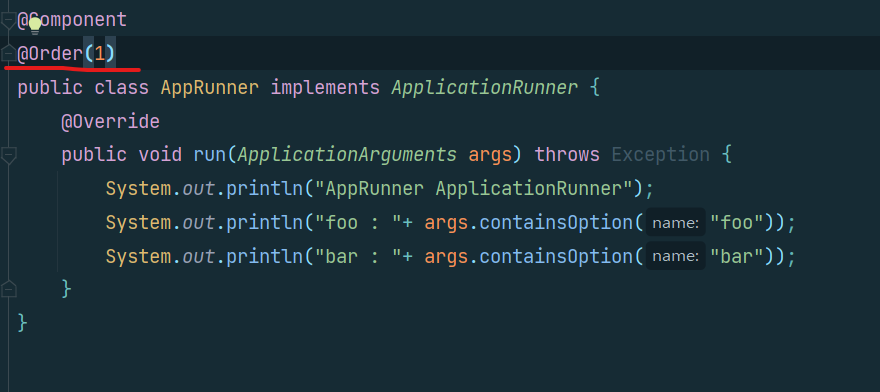 @Component
@Order(1)
public class AppRunner implements ApplicationRunner {
    @Override
    public void run(ApplicationArguments args) throws Exception {
        System.out.println("AppRunner ApplicationRunner");
        System.out.println("foo : "+ args.containsOption( name: "foo"));
        System.out.println("bar : "+ args.containsOption( name: "bar"));
    }
}